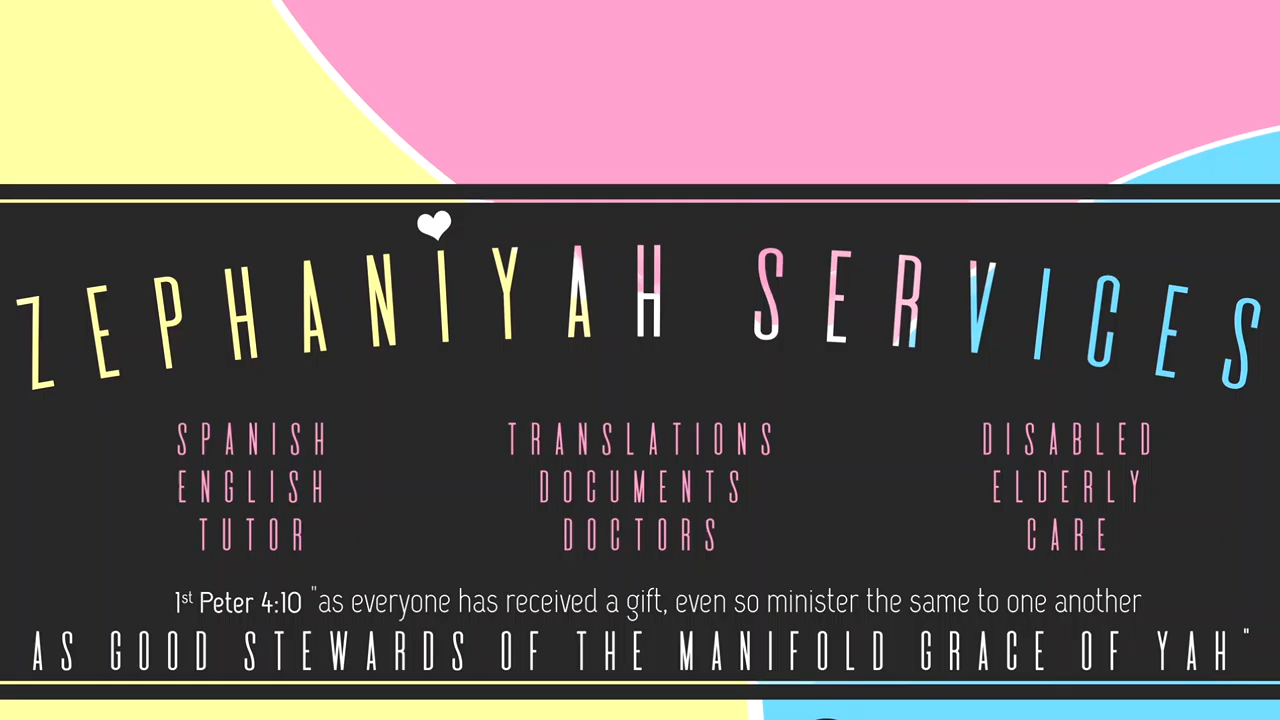 ZEPHANIYAH SERVICES
SPANISH
ENGLISH
TUTOR
TRANSLATIONS
DOCUMENTS
DOCTORS
DISABLED
ELDERLY
CARE
1st Peter 4:10 "as everyone has received a gift, even so minister the same to one another
AS GOOD STEWARDS OF THE MANIFOLD GRACE OF YAH"